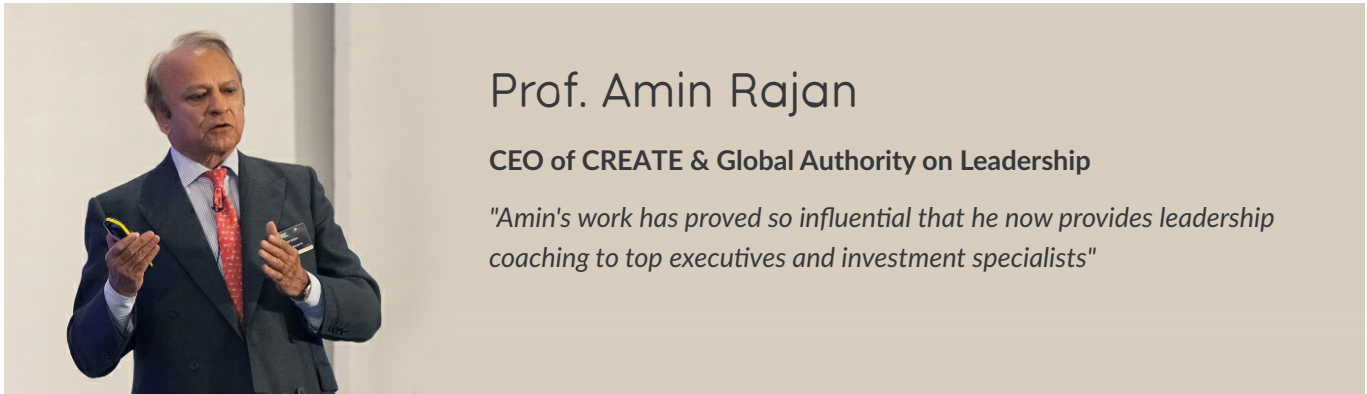 Prof. Amin Rajan
CEO of CREATE & Global Authority on Leadership
"Amin's work has proved so influential that he now provides leadership
coaching to top executives and investment specialists"